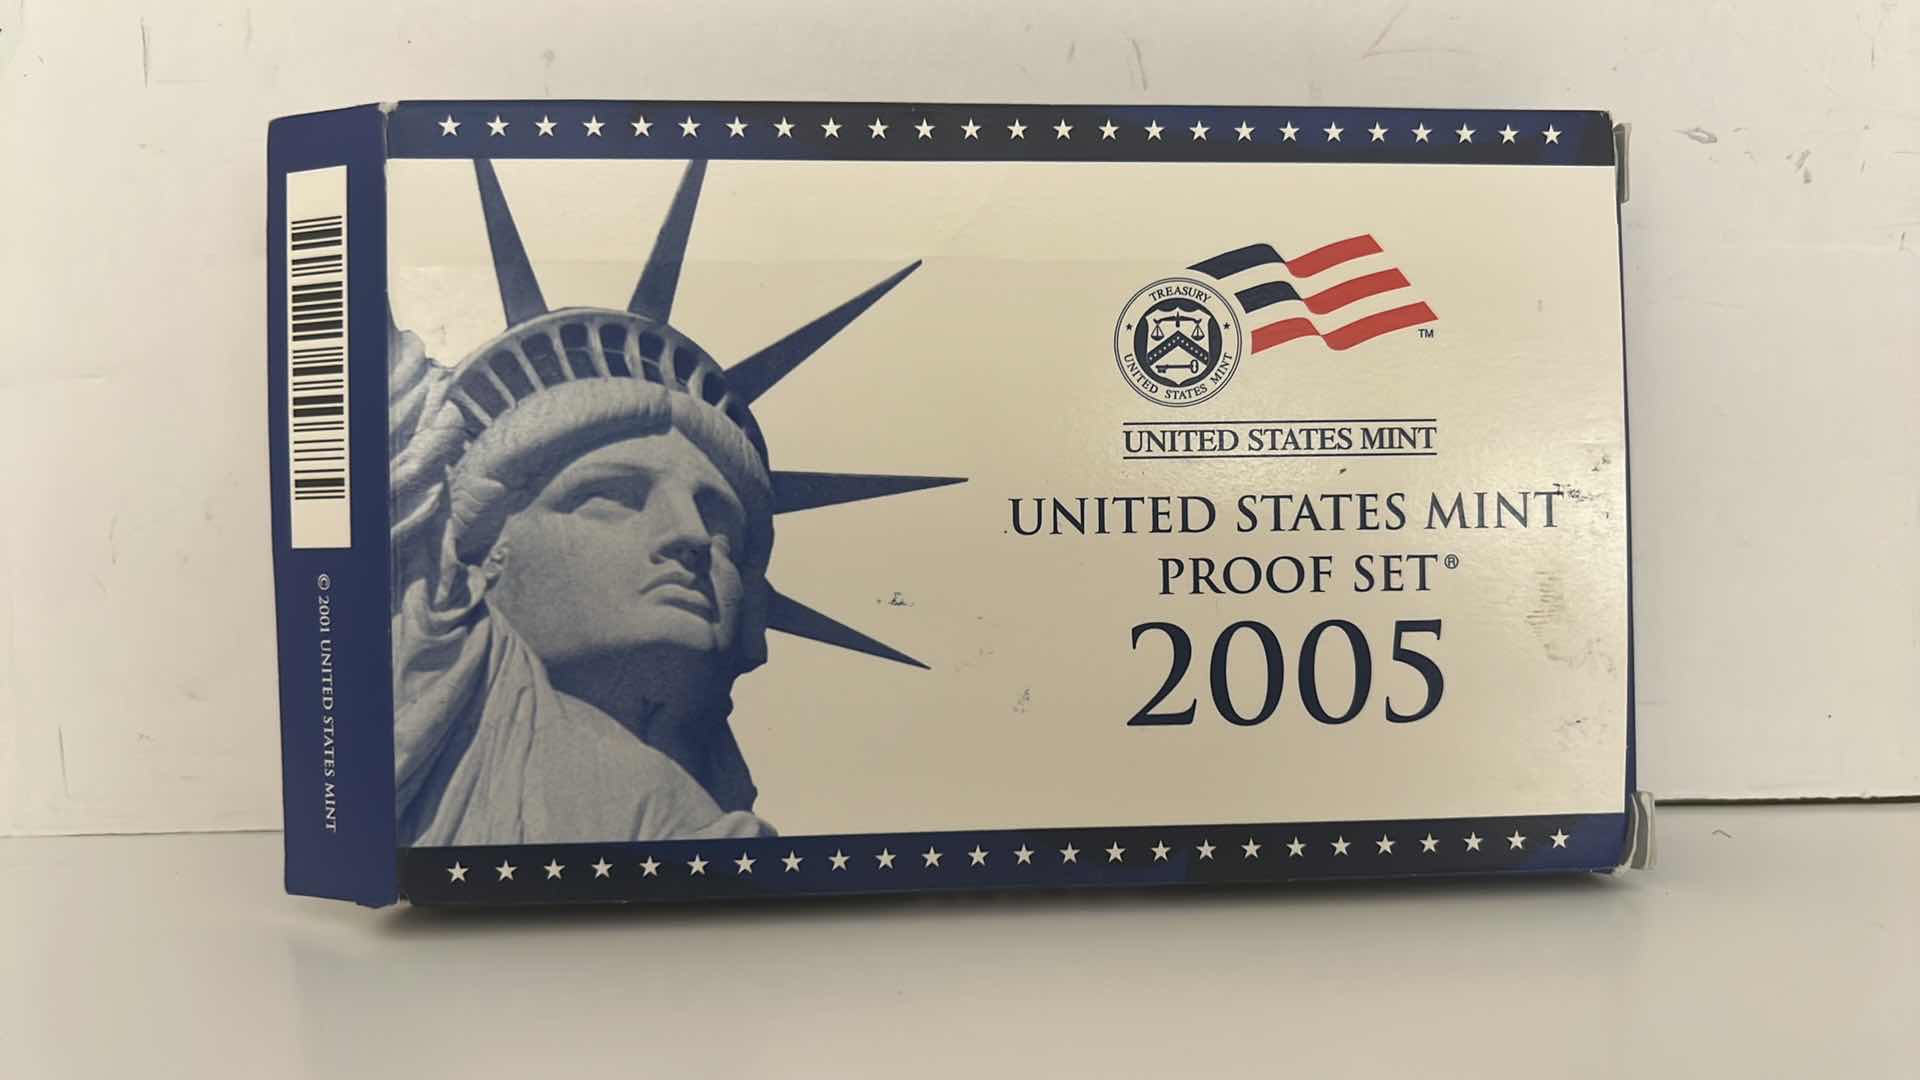 © 2001 UNITED STATES MINT
TREASURY
UNITED STATES MINT
TM
UNITED STATES MINT
UNITED STATES MINT
PROOF SET®
2005